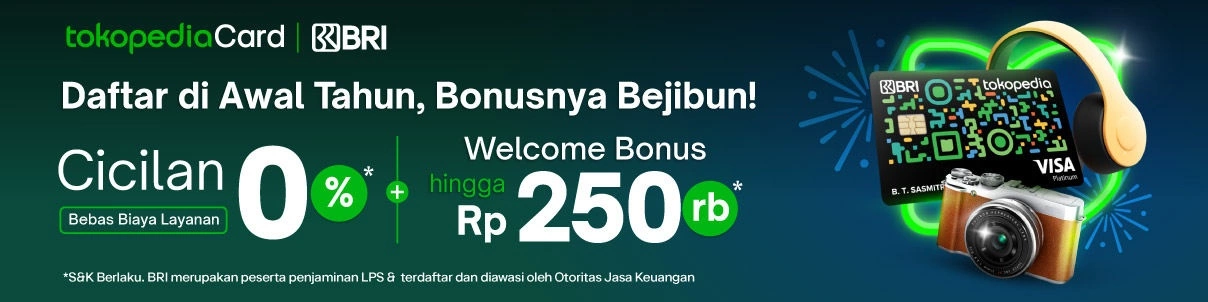 tokopediaCard | BRI
Daftar di Awal Tahun, Bonusnya Bejibun!
Cicilan 0%*
Bebas Biaya Layanan
+
Welcome Bonus
hingga
Rp 250rb*
*S&K Berlaku. BRI merupakan peserta penjaminan LPS & terdaftar dan diawasi oleh Otoritas Jasa Keuangan
BRI tokopedia
VISA
Platinum